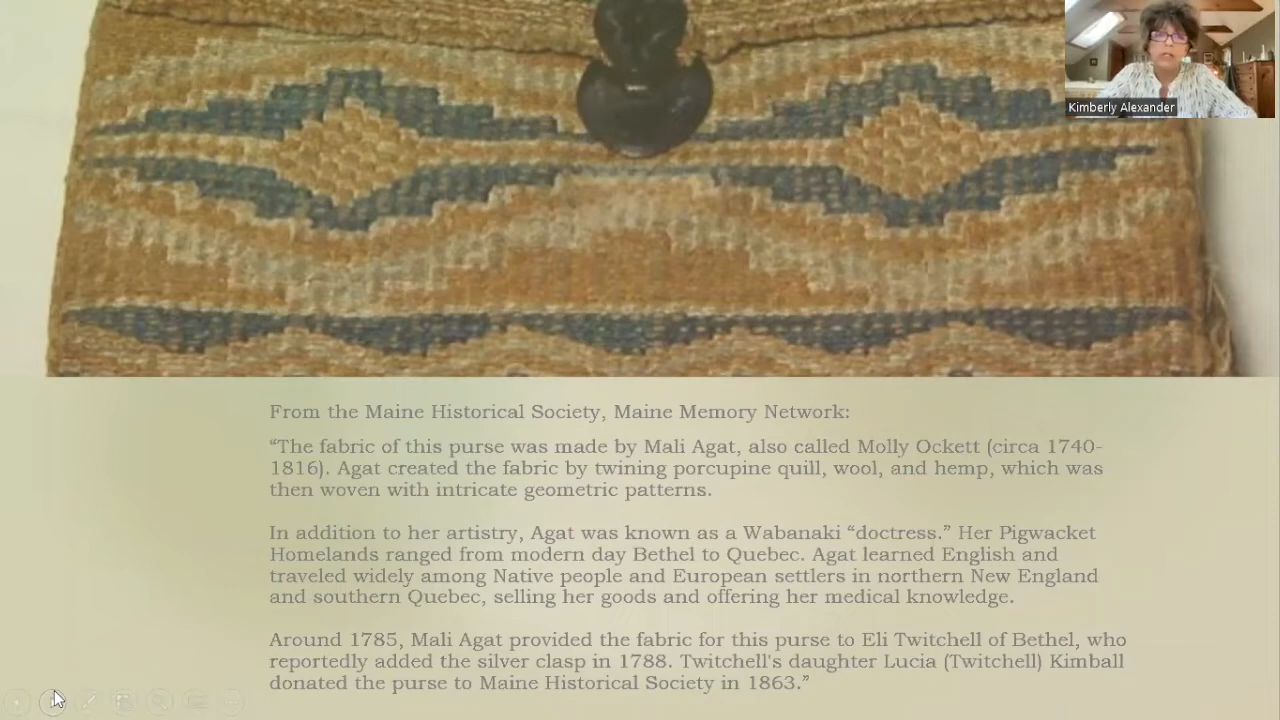 Kimberly Alexander
From the Maine Historical Society, Maine Memory Network:
“The fabric of this purse was made by Mali Agat, also called Molly Ockett (circa 1740-
1816). Agat created the fabric by twining porcupine quill, wool, and hemp, which was
then woven with intricate geometric patterns.
In addition to her artistry, Agat was known as a Wabanaki “doctress.” Her Pigwacket
Homelands ranged from modern day Bethel to Quebec. Agat learned English and
traveled widely among Native people and European settlers in northern New England
and southern Quebec, selling her goods and offering her medical knowledge.
Around 1785, Mali Agat provided the fabric for this purse to Eli Twitchell of Bethel, who
reportedly added the silver clasp in 1788. Twitchell's daughter Lucia (Twitchell) Kimball
donated the purse to Maine Historical Society in 1863.”